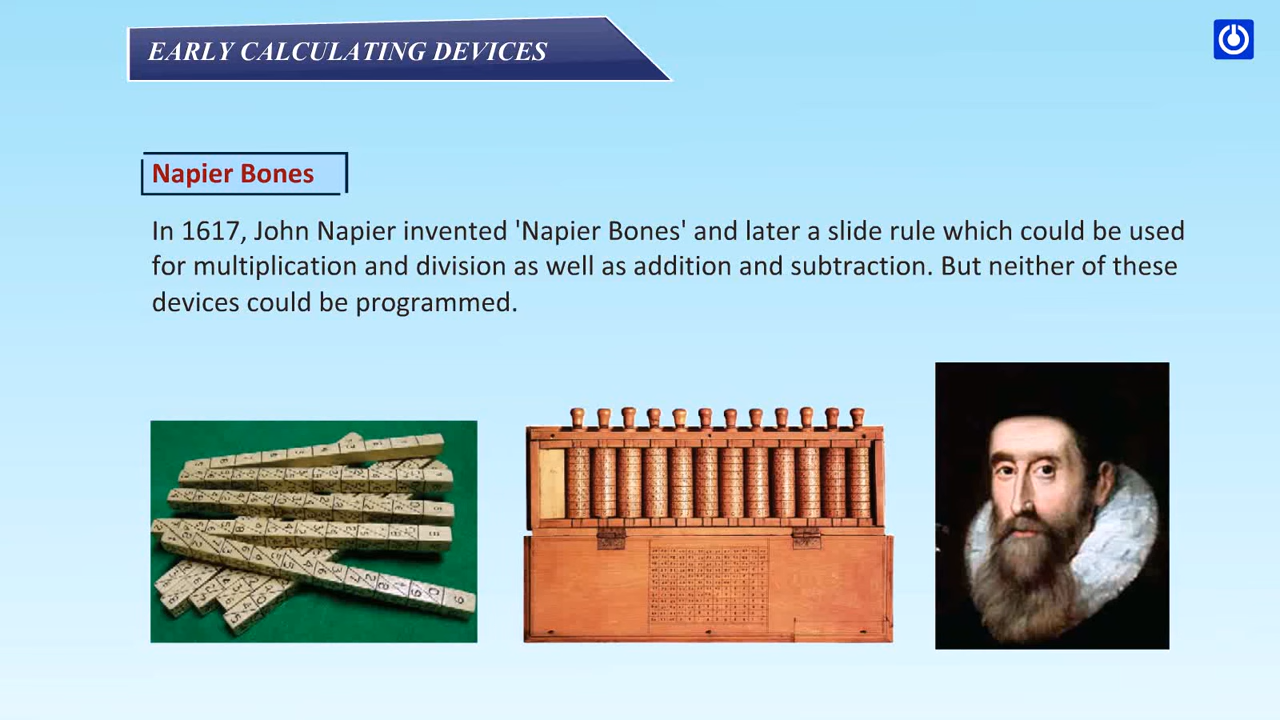 EARLY CALCULATING DEVICES
Napier Bones
In 1617, John Napier invented 'Napier Bones' and later a slide rule which could be used
for multiplication and division as well as addition and subtraction. But neither of these
devices could be programmed.